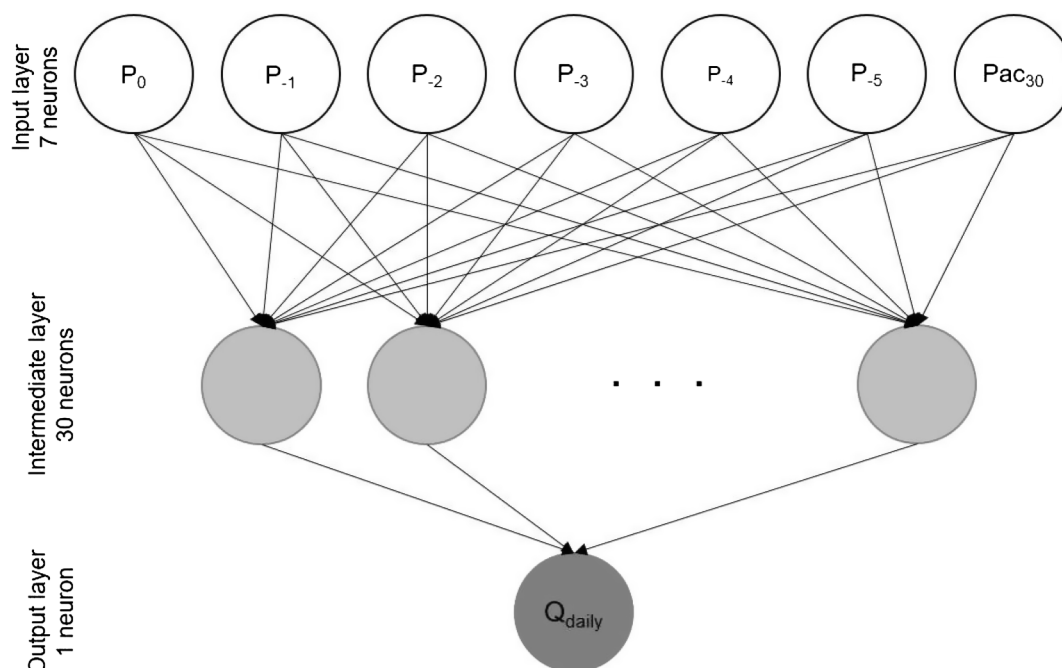 Input layer
7 neurons
P₀
P₋₁
P₋₂
P₋₃
P₋₄
P₋₅
Pac₃₀
Intermediate layer
30 neurons
. . .
Output layer
1 neuron
Q_daily